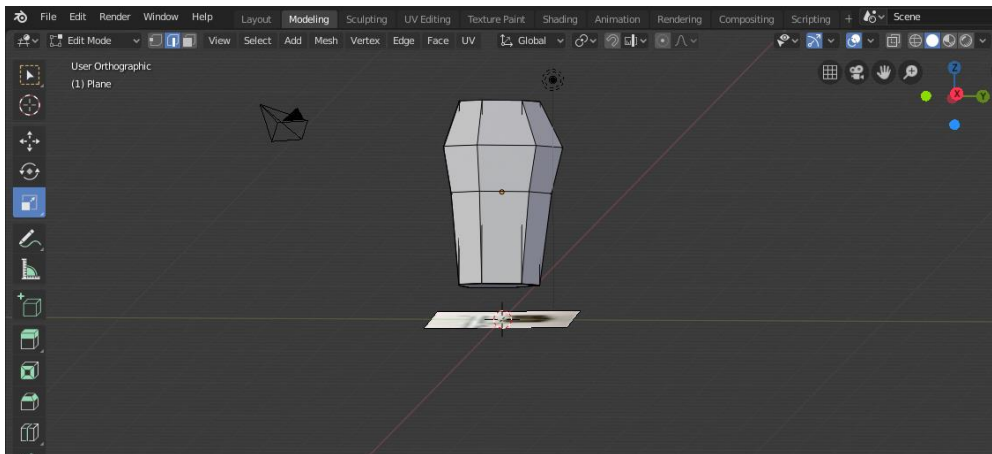 File Edit Render Window Help Layout Modeling Sculpting UV Editing Texture Paint Shading Animation Rendering Compositing Scripting + Scene
Edit Mode View Select Add Mesh Vertex Edge Face UV Global
User Orthographic
(1) Plane
Z
X
Y